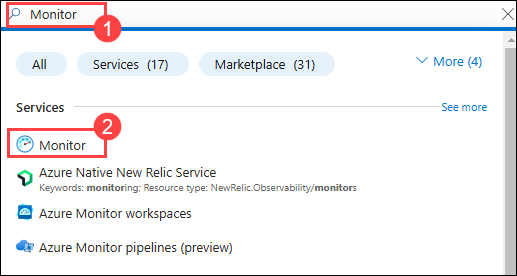 Monitor
1
All
Services (17)
Marketplace (31)
More (4)
Services
See more
2
Monitor
Azure Native New Relic Service
Keywords: monitoring; Resource type: NewRelic.Observability/monitors
Azure Monitor workspaces
Azure Monitor pipelines (preview)